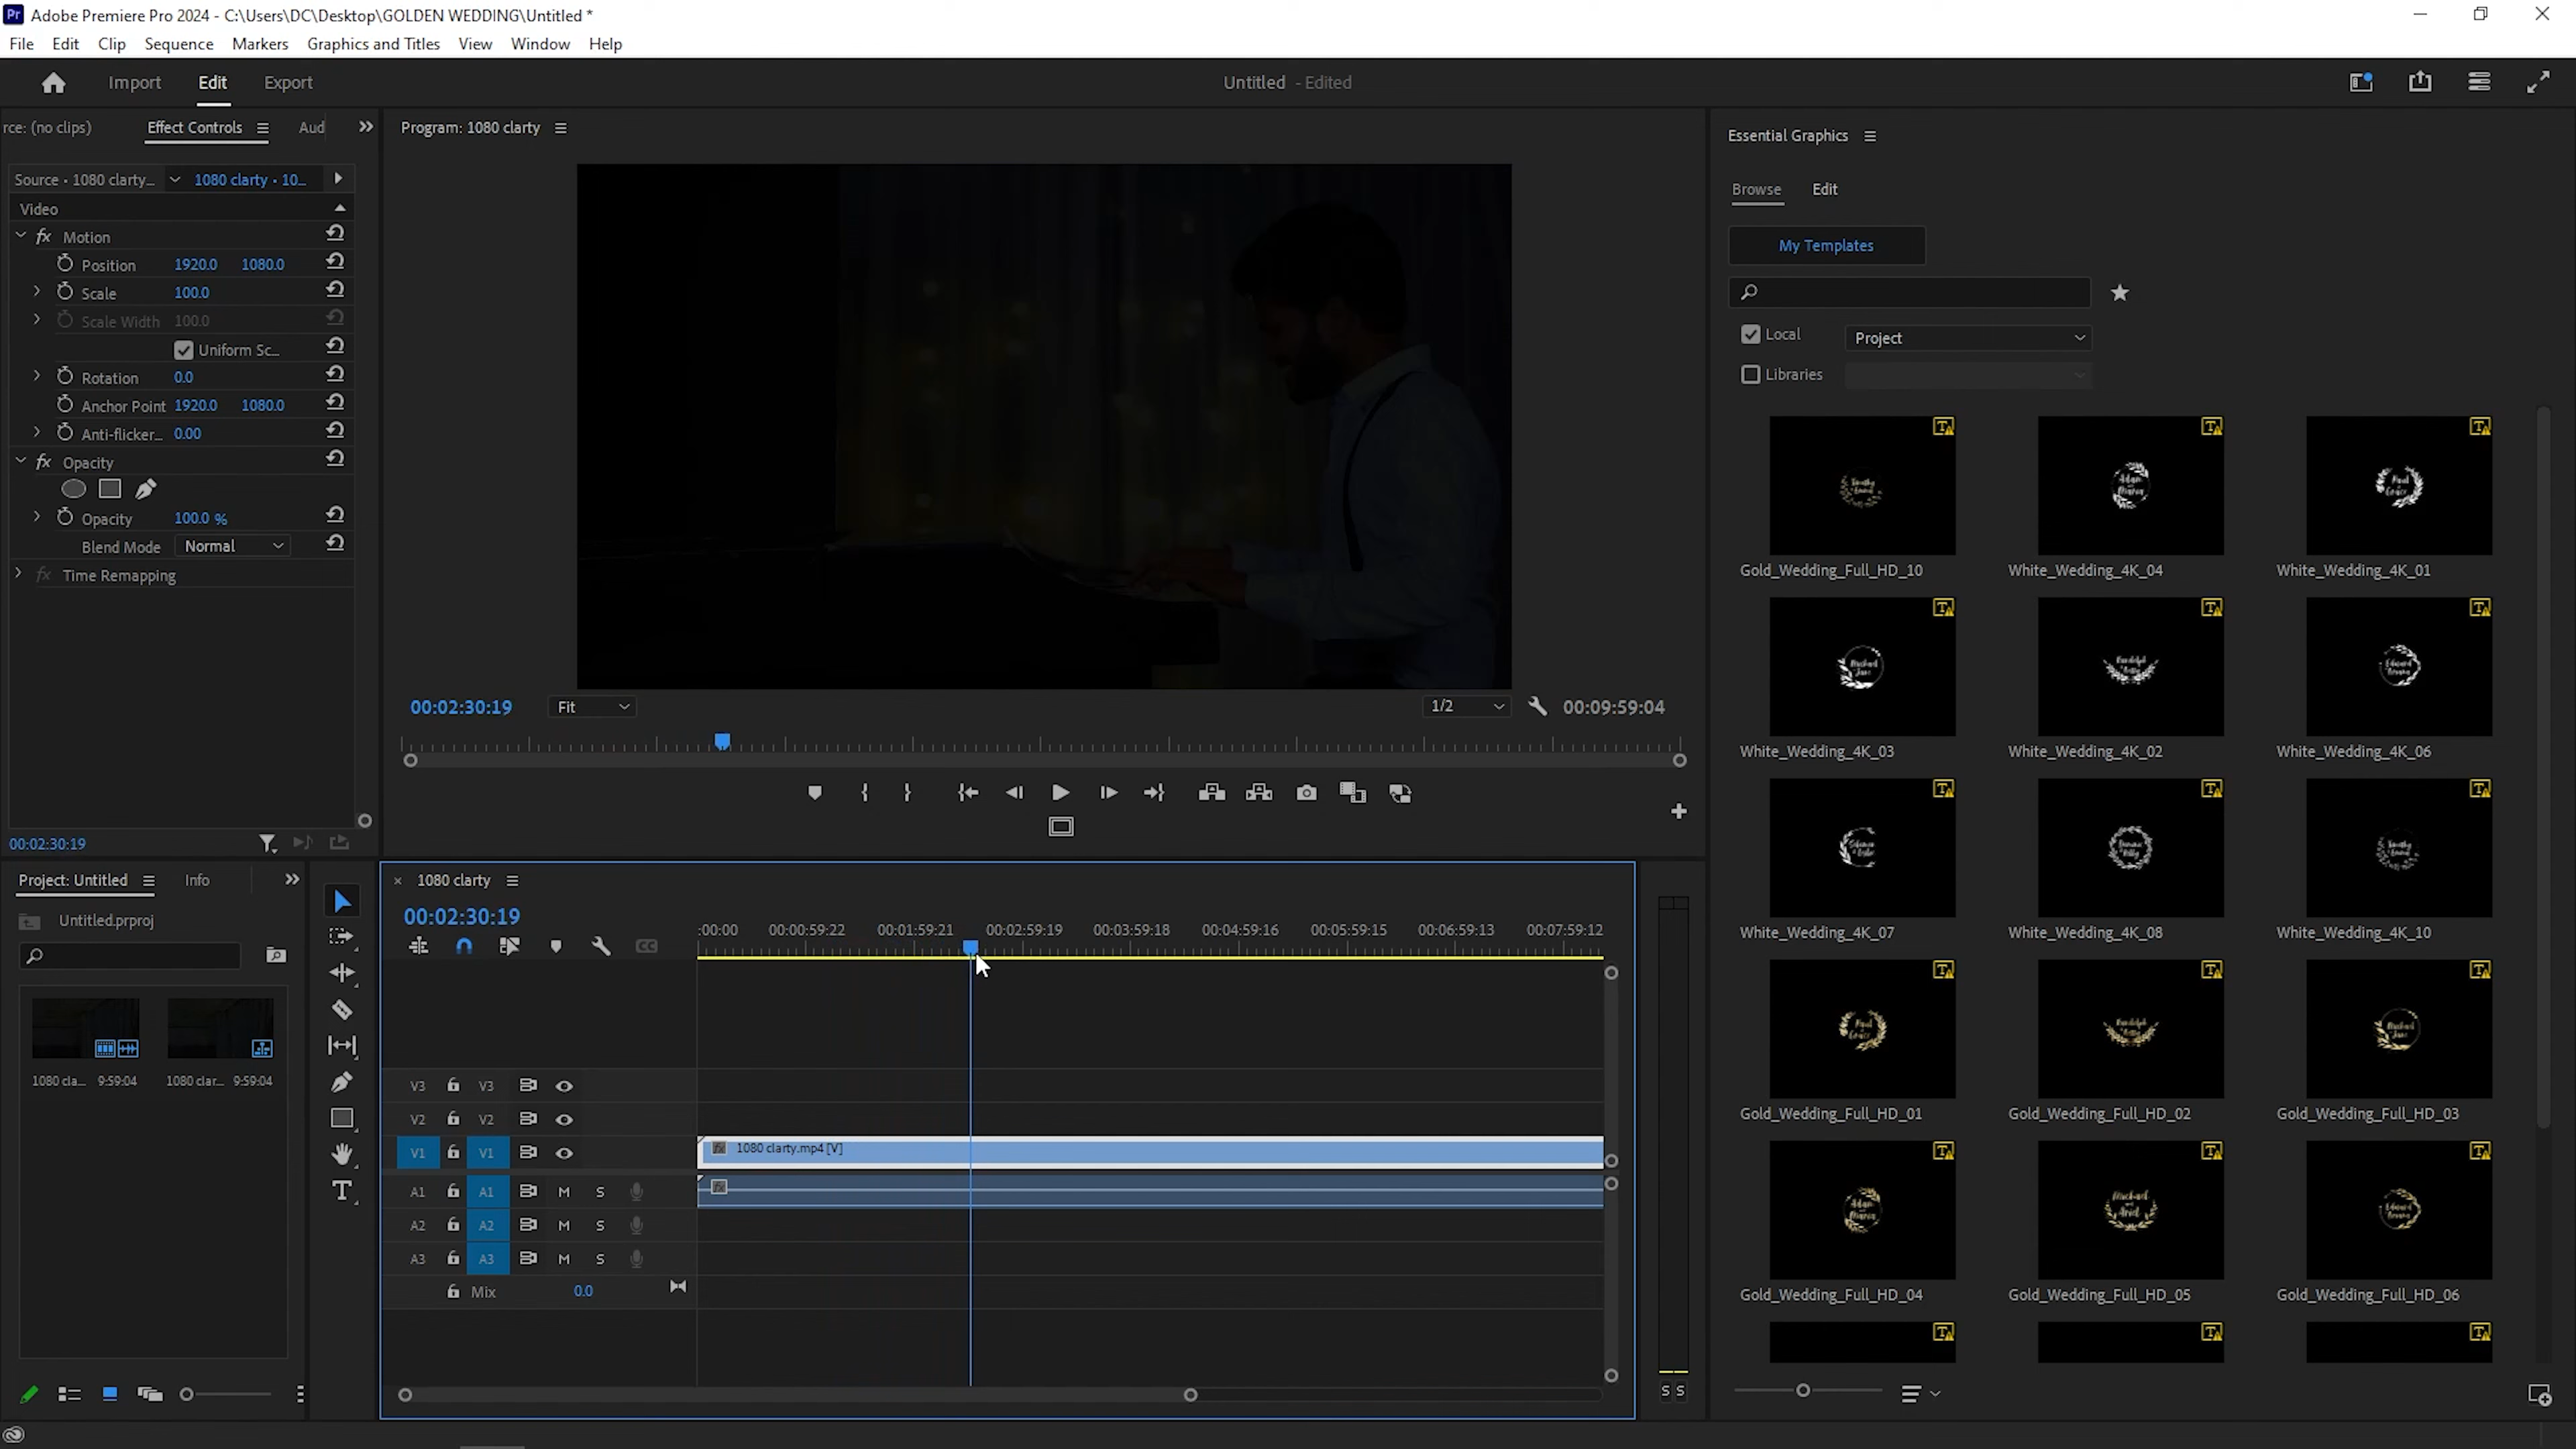 Adobe Premiere Pro 2024 - C:\Users\DC\Desktop\GOLDEN WEDDING\Untitled *
File Edit Clip Sequence Markers Graphics and Titles View Window Help
Import Edit Export
Untitled - Edited
rce: (no clips) Effect Controls Aud
Source • 1080 clarty... 1080 clarty • 10...
Video
fx Motion
Position 1920.0 1080.0
Scale 100.0
Scale Width 100.0
Uniform Sc...
Rotation 0.0
Anchor Point 1920.0 1080.0
Anti-flicker... 0.00
fx Opacity
Opacity 100.0 %
Blend Mode Normal
fx Time Remapping
00:02:30:19
Program: 1080 clarty
00:02:30:19 Fit 1/2 00:09:59:04
Project: Untitled Info
Untitled.prproj
1080 cla... 9:59:04 1080 clar... 9:59:04
1080 clarty
00:02:30:19
:00:00 00:00:59:22 00:01:59:21 00:02:59:19 00:03:59:18 00:04:59:16 00:05:59:15 00:06:59:13 00:07:59:12
V3 V3
V2 V2
V1 V1
fx 1080 clarty.mp4 [V]
A1 A1 M S
fx
A2 A2 M S
A3 A3 M S
Mix 0.0
S S
Essential Graphics
Browse Edit
My Templates
Local Project
Libraries
Gold_Wedding_Full_HD_10 White_Wedding_4K_04 White_Wedding_4K_01
White_Wedding_4K_03 White_Wedding_4K_02 White_Wedding_4K_06
White_Wedding_4K_07 White_Wedding_4K_08 White_Wedding_4K_10
Gold_Wedding_Full_HD_01 Gold_Wedding_Full_HD_02 Gold_Wedding_Full_HD_03
Gold_Wedding_Full_HD_04 Gold_Wedding_Full_HD_05 Gold_Wedding_Full_HD_06